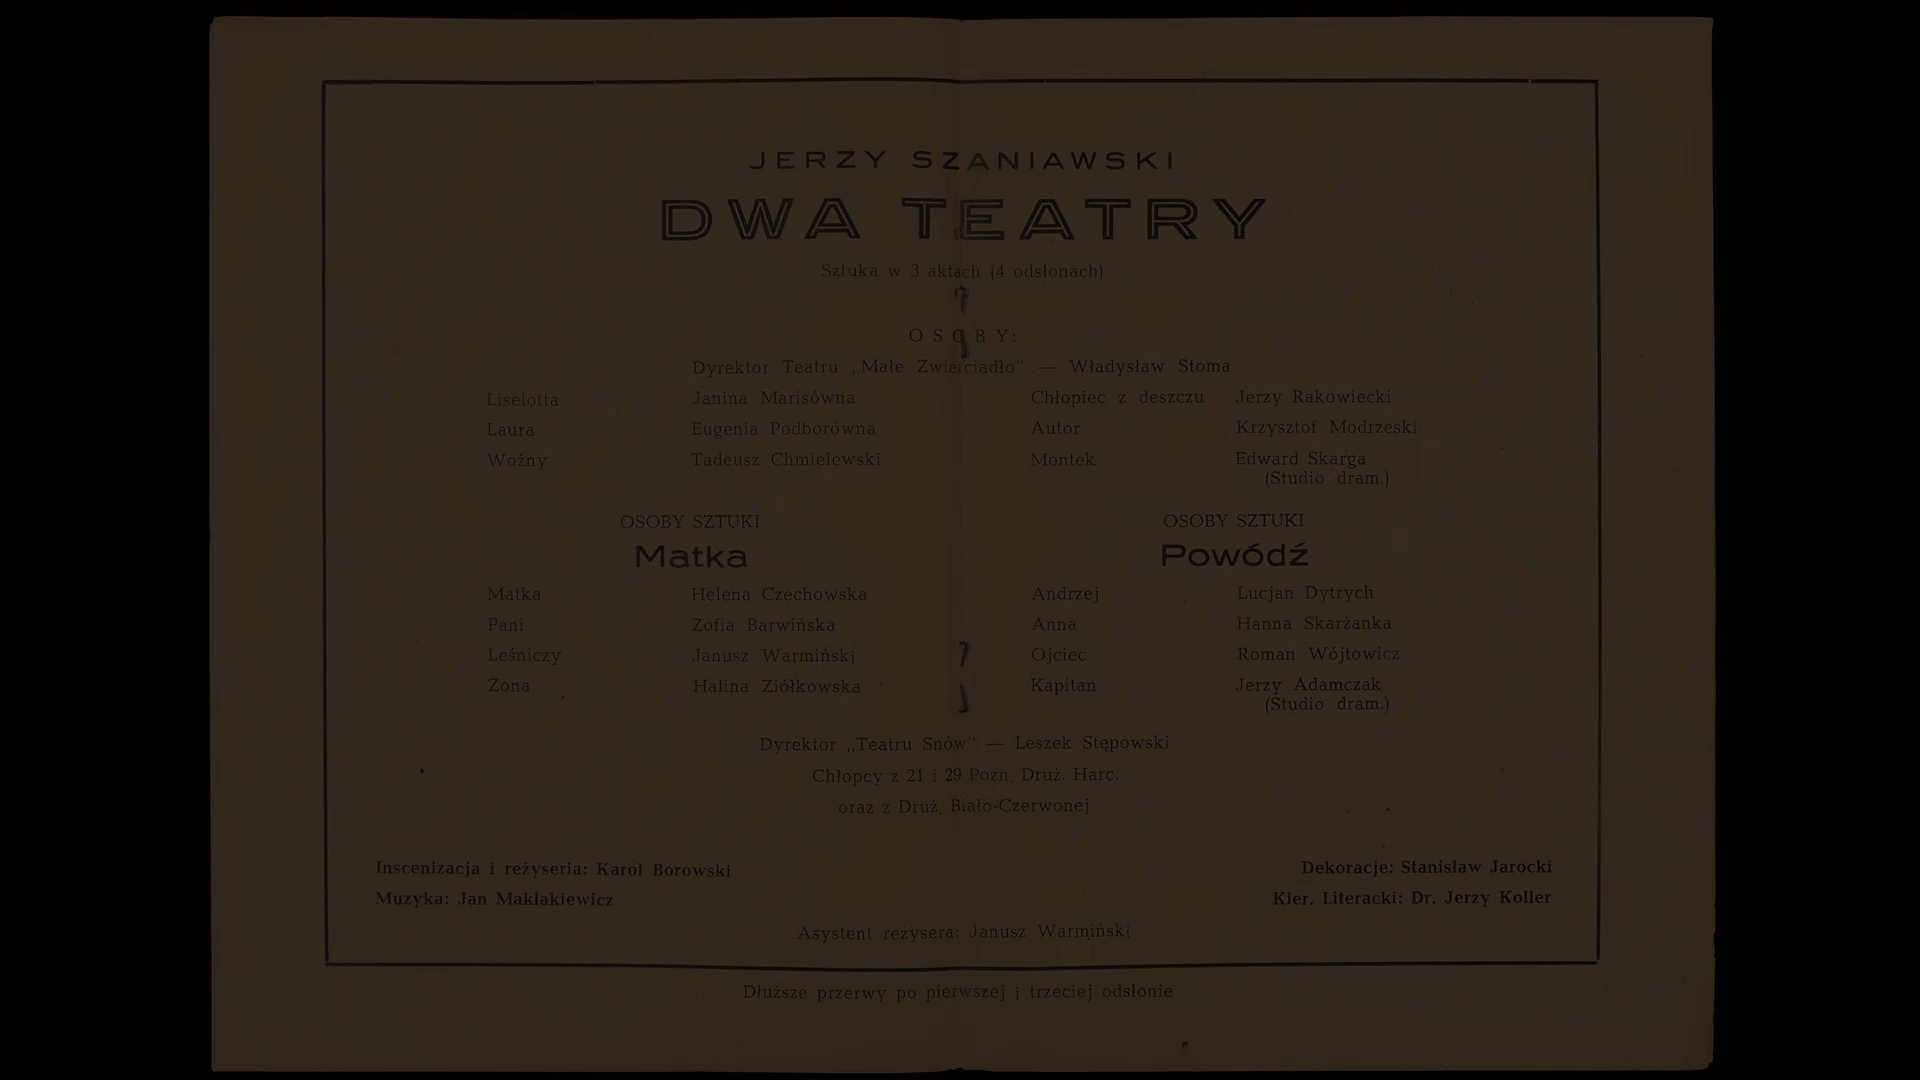 JERZY SZANIAWSKI
DWA TEATRY
Sztuka w 3 aktach (4 odsłonach)
OSOBY:
Dyrektor Teatru „Małe Zwierciadło" — Władysław Stoma
Liselotta Janina Marisówna Chłopiec z deszczu Jerzy Rakowiecki
Laura Eugenia Podborówna Autor Krzysztof Modrzeski
Woźny Tadeusz Chmielewski Montek Edward Skarga
(Studio dram.)
OSOBY SZTUKI OSOBY SZTUKI
Matka Powódź
Matka Helena Czechowska Andrzej Lucjan Dytrych
Pani Zofia Barwińska Anna Hanna Skarżanka
Leśniczy Janusz Warmiński Ojciec Roman Wójtowicz
Żona Halina Ziółkowska Kapitan Jerzy Adamczak
(Studio dram.)
Dyrektor „Teatru Snów" — Leszek Stępowski
Chłopcy z 21 i 29 Pozn. Druż. Harc.
oraz z Druż. Biało-Czerwonej
Inscenizacja i reżyseria: Karol Borowski Dekoracje: Stanisław Jarocki
Muzyka: Jan Maklakiewicz Kier. Literacki: Dr. Jerzy Koller
Asystent reżysera: Janusz Warmiński
Dłuższe przerwy po pierwszej i trzeciej odsłonie